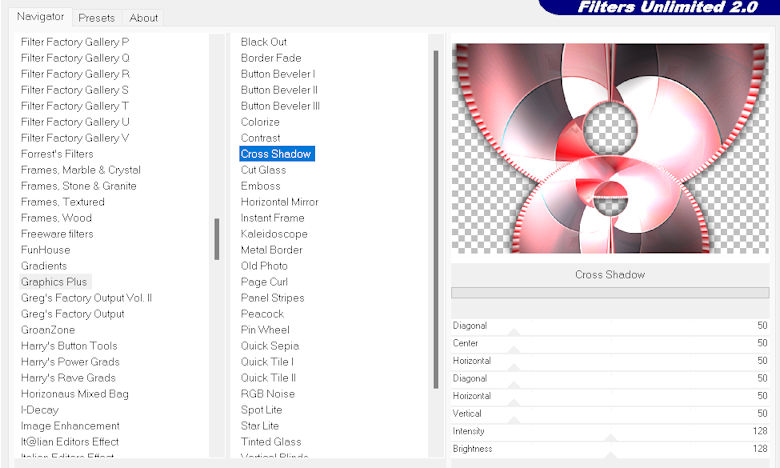 Filters Unlimited 2.0
Navigator
Presets
About
Filter Factory Gallery P
Filter Factory Gallery Q
Filter Factory Gallery R
Filter Factory Gallery S
Filter Factory Gallery T
Filter Factory Gallery U
Filter Factory Gallery V
Forrest's Filters
Frames, Marble & Crystal
Frames, Stone & Granite
Frames, Textured
Frames, Wood
Freeware filters
FunHouse
Gradients
Graphics Plus
Greg's Factory Output Vol. II
Greg's Factory Output
GroanZone
Harry's Button Tools
Harry's Power Grads
Harry's Rave Grads
Horizonaus Mixed Bag
I-Decay
Image Enhancement
It@lian Editors Effect
It@lian Editors Effect
Black Out
Border Fade
Button Beveler I
Button Beveler II
Button Beveler III
Colorize
Contrast
Cross Shadow
Cut Glass
Emboss
Horizontal Mirror
Instant Frame
Kaleidoscope
Metal Border
Old Photo
Page Curl
Panel Stripes
Peacock
Pin Wheel
Quick Sepia
Quick Tile I
Quick Tile II
RGB Noise
Spot Lite
Star Lite
Tinted Glass
Vertical Blinds
Cross Shadow
Diagonal 50
Center 50
Horizontal 50
Diagonal 50
Horizontal 50
Vertical 50
Intensity 128
Brightness 128